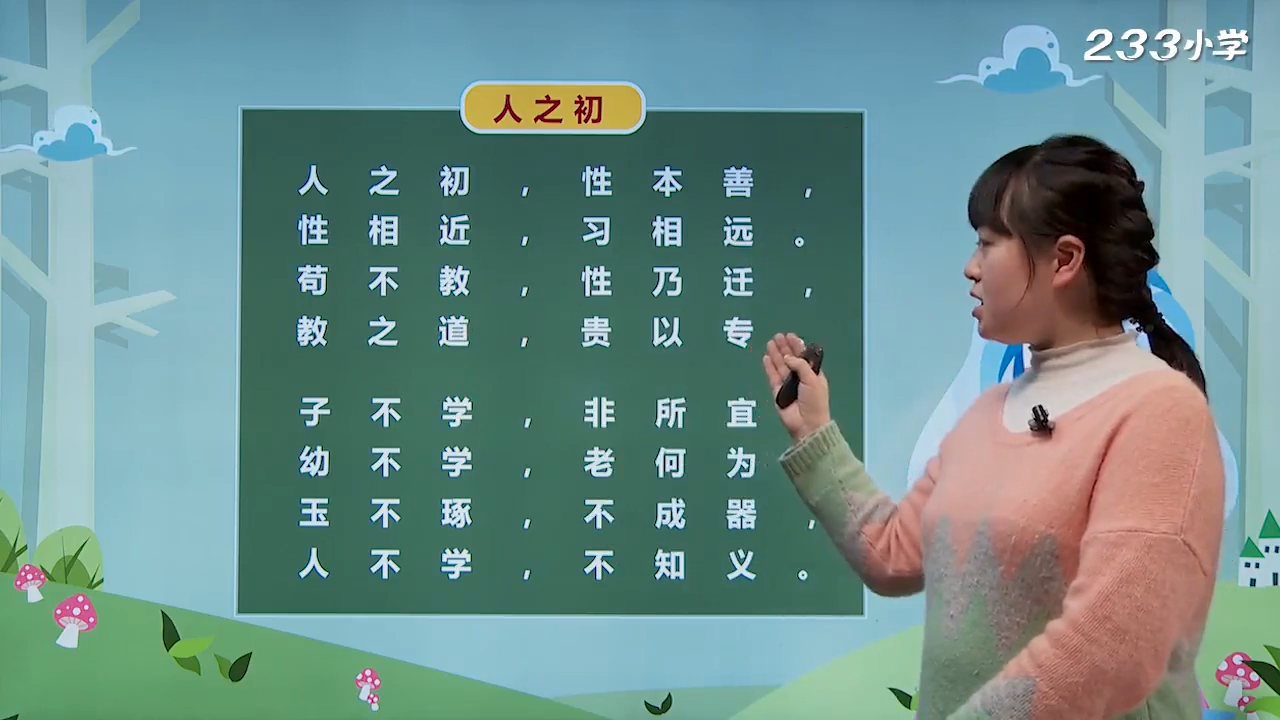 233小学
人之初
人之初，性本善，
性相近，习相远。
苟不教，性乃迁，
教之道，贵以专
子不学，非所宜
幼不学，老何为
玉不琢，不成器，
人不学，不知义。